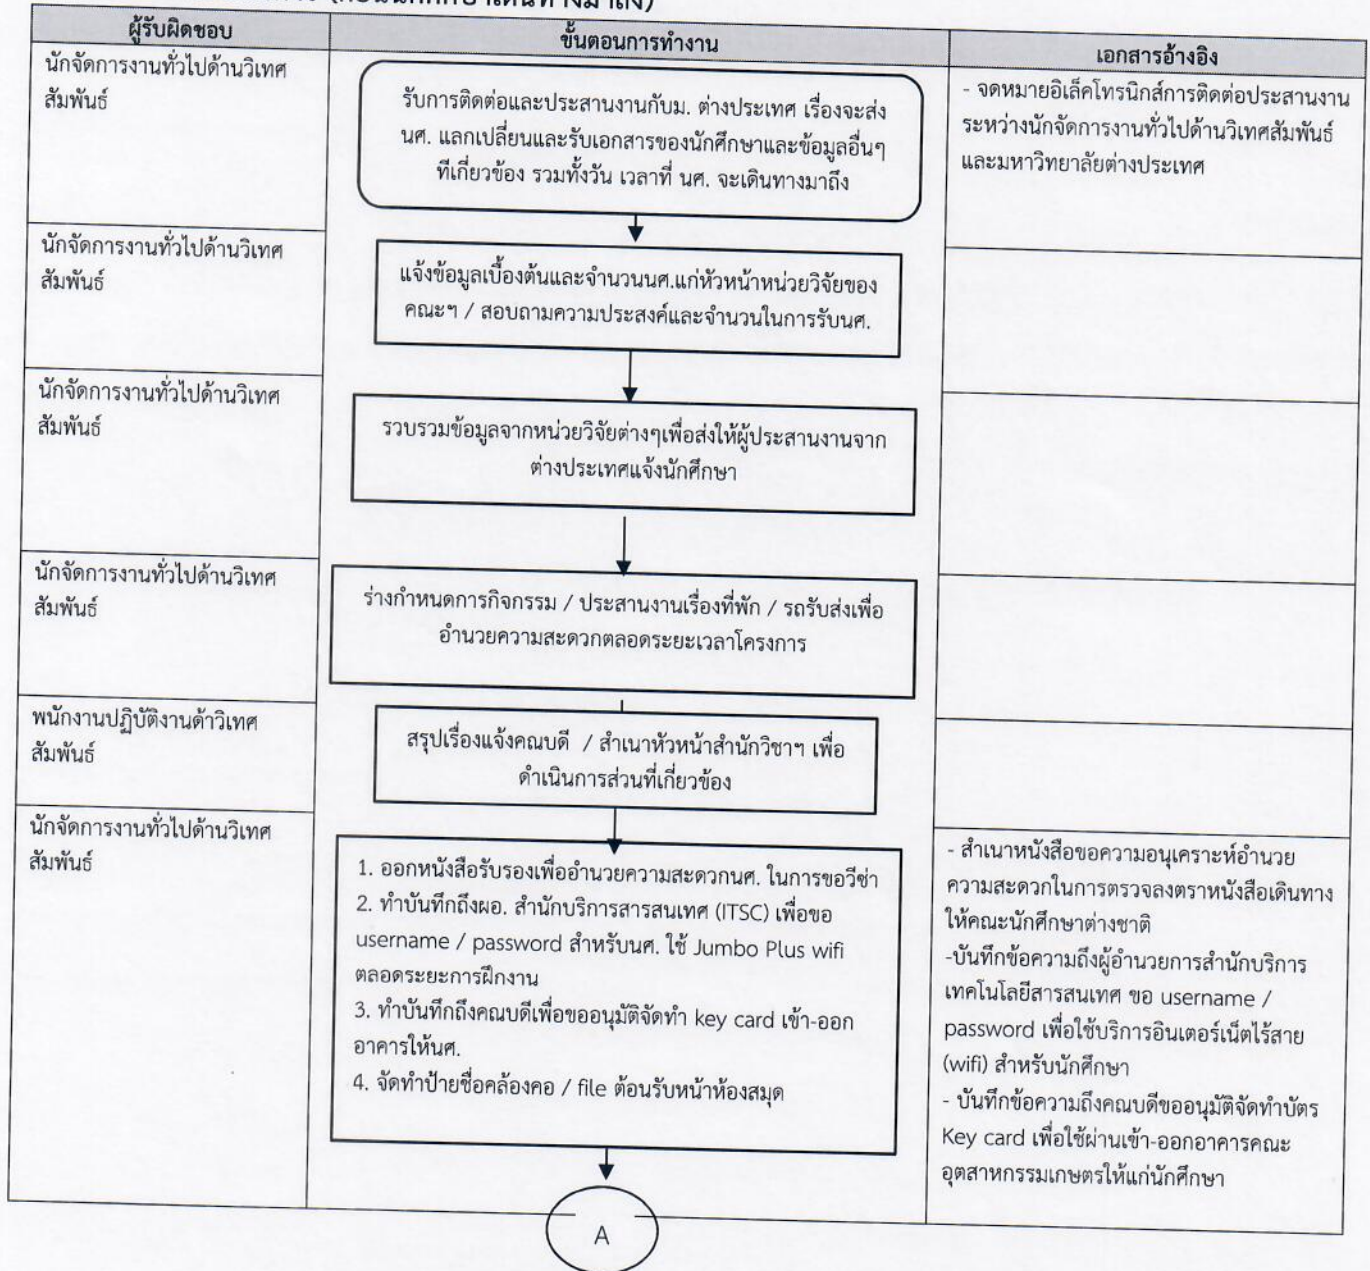 (ก่อนนักศึกษาเดินทางมาถึง)
ผู้รับผิดชอบ
ขั้นตอนการทำงาน
เอกสารอ้างอิง
นักจัดการงานทั่วไปด้านวิเทศ
สัมพันธ์
รับการติดต่อและประสานงานกับม. ต่างประเทศ เรื่องจะส่ง
นศ. แลกเปลี่ยนและรับเอกสารของนักศึกษาและข้อมูลอื่นๆ
ทีเกี่ยวข้อง รวมทั้งวัน เวลาที่ นศ. จะเดินทางมาถึง
- จดหมายอิเล็คโทรนิกส์การติดต่อประสานงาน
ระหว่างนักจัดการงานทั่วไปด้านวิเทศสัมพันธ์
และมหาวิทยาลัยต่างประเทศ
นักจัดการงานทั่วไปด้านวิเทศ
สัมพันธ์
แจ้งข้อมูลเบื้องต้นและจำนวนนศ.แก่หัวหน้าหน่วยวิจัยของ
คณะฯ / สอบถามความประสงค์และจำนวนในการรับนศ.
นักจัดการงานทั่วไปด้านวิเทศ
สัมพันธ์
รวบรวมข้อมูลจากหน่วยวิจัยต่างๆเพื่อส่งให้ผู้ประสานงานจาก
ต่างประเทศแจ้งนักศึกษา
นักจัดการงานทั่วไปด้านวิเทศ
สัมพันธ์
ร่างกำหนดการกิจกรรม / ประสานงานเรื่องที่พัก / รถรับส่งเพื่อ
อำนวยความสะดวกตลอดระยะเวลาโครงการ
พนักงานปฏิบัติงานด้าวิเทศ
สัมพันธ์
สรุปเรื่องแจ้งคณบดี / สำเนาหัวหน้าสำนักวิชาฯ เพื่อ
ดำเนินการส่วนที่เกี่ยวข้อง
นักจัดการงานทั่วไปด้านวิเทศ
สัมพันธ์
1. ออกหนังสือรับรองเพื่ออำนวยความสะดวกนศ. ในการขอวีซ่า
2. ทำบันทึกถึงผอ. สำนักบริการสารสนเทศ (ITSC) เพื่อขอ
username / password สำหรับนศ. ใช้ Jumbo Plus wifi
ตลอดระยะการฝึกงาน
3. ทำบันทึกถึงคณบดีเพื่อขออนุมัติจัดทำ key card เข้า-ออก
อาคารให้นศ.
4. จัดทำป้ายชื่อคล้องคอ / file ต้อนรับหน้าห้องสมุด
- สำเนาหนังสือขอความอนุเคราะห์อำนวย
ความสะดวกในการตรวจลงตราหนังสือเดินทาง
ให้คณะนักศึกษาต่างชาติ
-บันทึกข้อความถึงผู้อำนวยการสำนักบริการ
เทคโนโลยีสารสนเทศ ขอ username /
password เพื่อใช้บริการอินเตอร์เน็ตไร้สาย
(wifi) สำหรับนักศึกษา
- บันทึกข้อความถึงคณบดีขออนุมัติจัดทำบัตร
Key card เพื่อใช้ผ่านเข้า-ออกอาคารคณะ
อุตสาหกรรมเกษตรให้แก่นักศึกษา
A